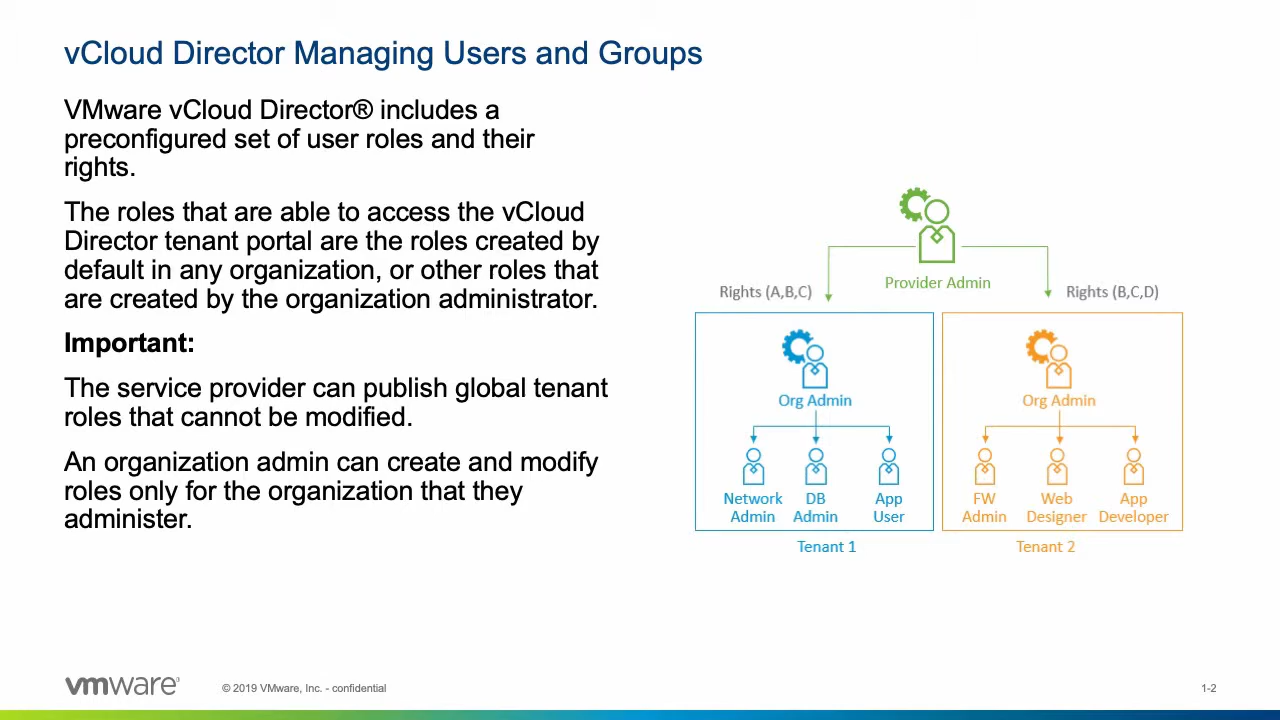 vCloud Director Managing Users and Groups
VMware vCloud Director® includes a
preconfigured set of user roles and their
rights.
The roles that are able to access the vCloud
Director tenant portal are the roles created by
default in any organization, or other roles that
are created by the organization administrator.
Important:
The service provider can publish global tenant
roles that cannot be modified.
An organization admin can create and modify
roles only for the organization that they
administer.
Provider Admin
Rights (A,B,C)
Rights (B,C,D)
Org Admin
Network
Admin
DB
Admin
App
User
Tenant 1
Org Admin
FW
Admin
Web
Designer
App
Developer
Tenant 2
vmware®
© 2019 VMware, Inc. - confidential
1-2